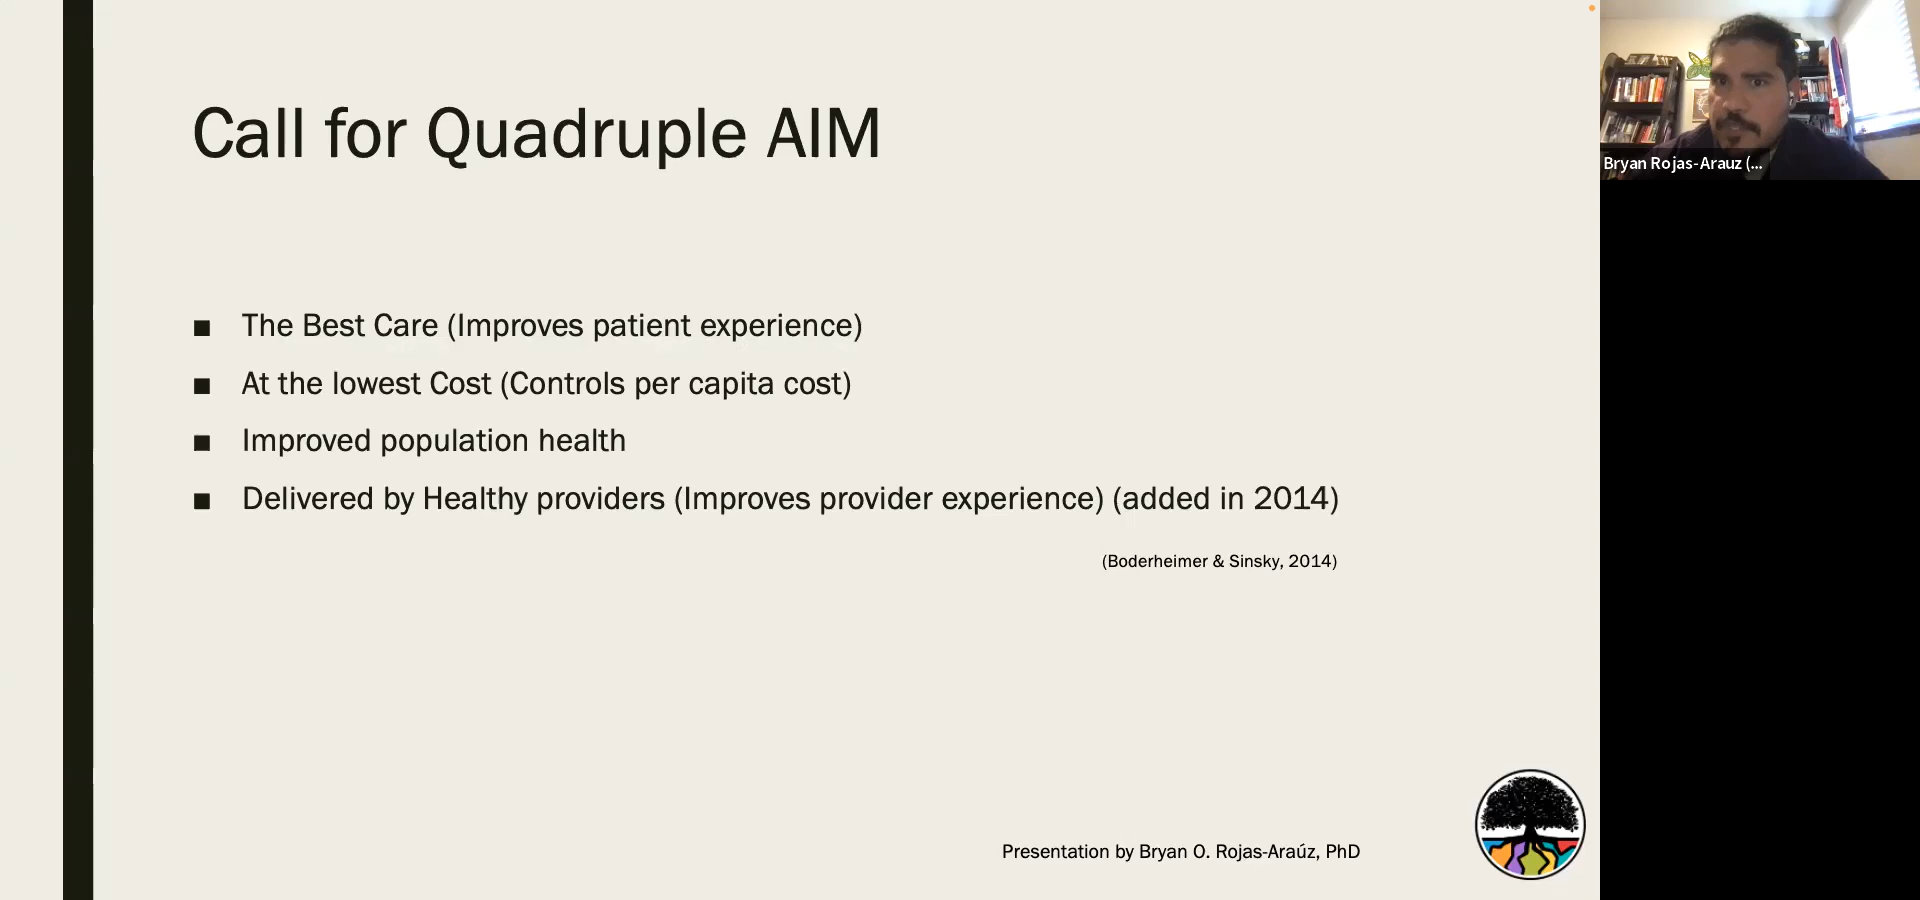 Call for Quadruple AIM
■ The Best Care (Improves patient experience)
■ At the lowest Cost (Controls per capita cost)
■ Improved population health
■ Delivered by Healthy providers (Improves provider experience) (added in 2014)
(Boderheimer & Sinsky, 2014)
Presentation by Bryan O. Rojas-Araúz, PhD
Bryan Rojas-Arauz (...